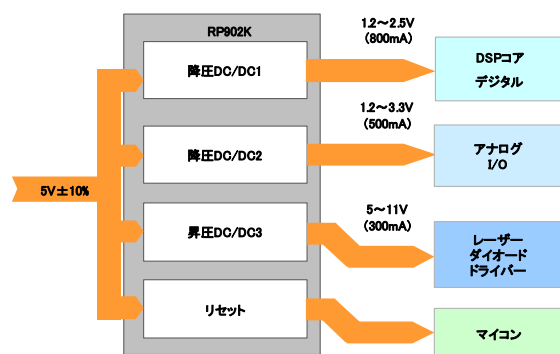 RP902K
1.2～2.5V
(800mA)
降圧DC/DC1
DSPコア
デジタル
1.2～3.3V
(500mA)
降圧DC/DC2
アナログ
I/O
5V±10%
5～11V
(300mA)
昇圧DC/DC3
レーザー
ダイオード
ドライバー
リセット
マイコン